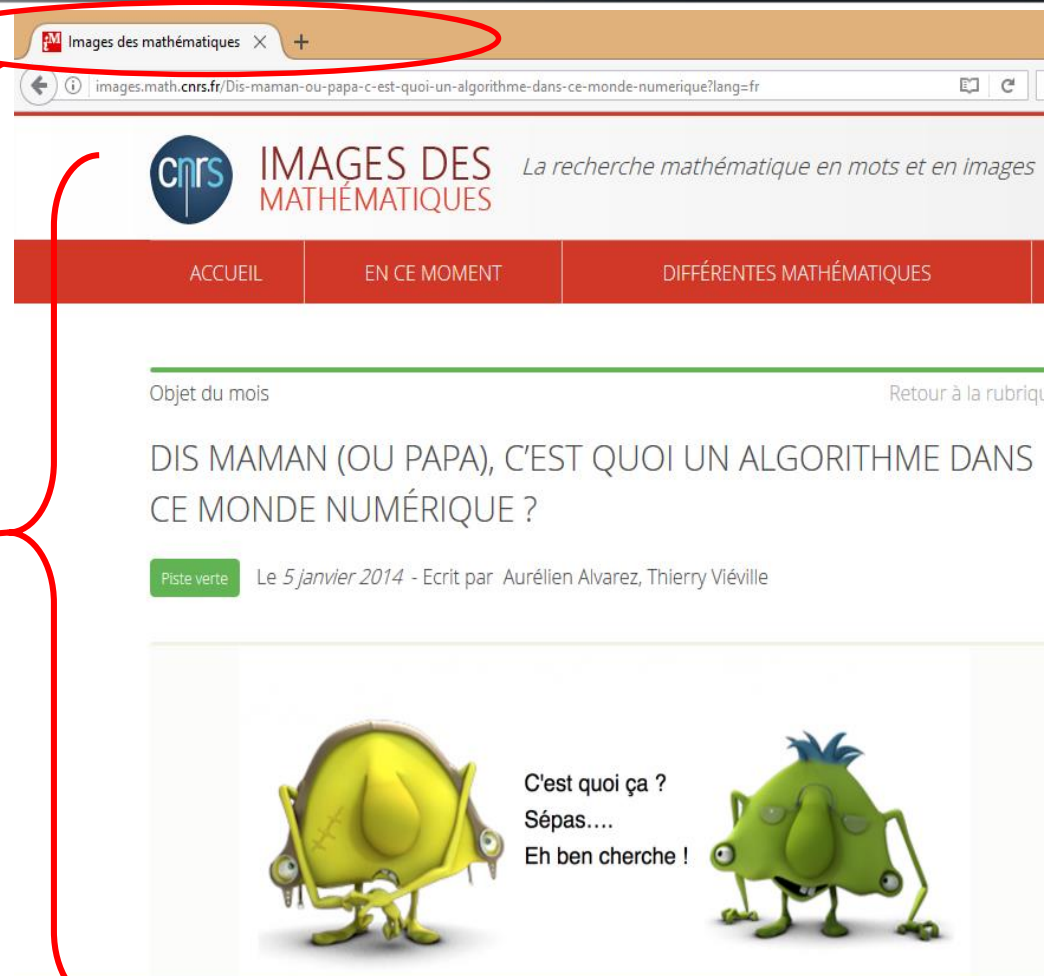 Images des mathématiques
images.math.cnrs.fr/Dis-maman-ou-papa-c-est-quoi-un-algorithme-dans-ce-monde-numerique?lang=fr
cnrs
IMAGES DES
MATHÉMATIQUES
La recherche mathématique en mots et en images
ACCUEIL
EN CE MOMENT
DIFFÉRENTES MATHÉMATIQUES
Objet du mois
Retour à la rubriqu
DIS MAMAN (OU PAPA), C'EST QUOI UN ALGORITHME DANS
CE MONDE NUMÉRIQUE ?
Piste verte
Le 5 janvier 2014 - Ecrit par Aurélien Alvarez, Thierry Viéville
C'est quoi ça ?
Sépas....
Eh ben cherche !